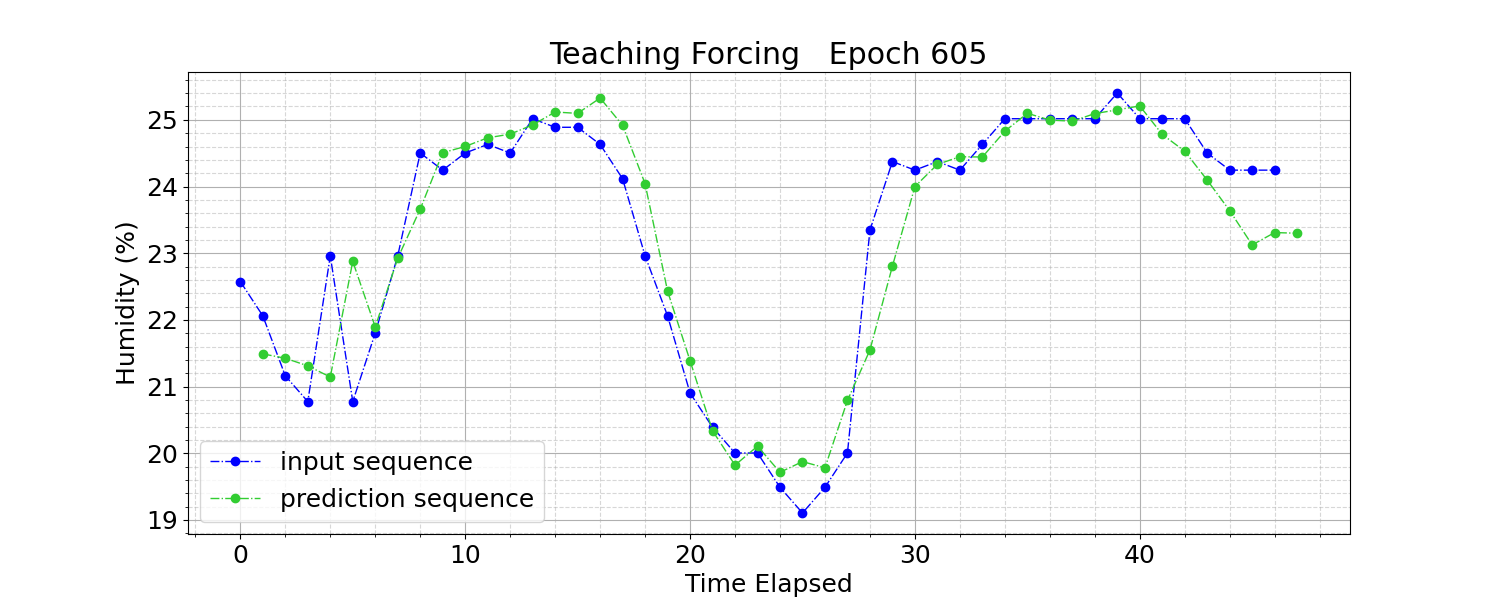 Teaching Forcing   Epoch 605
Humidity (%)
25
24
23
22
21
20
19
input sequence
prediction sequence
0 10 20 30 40
Time Elapsed